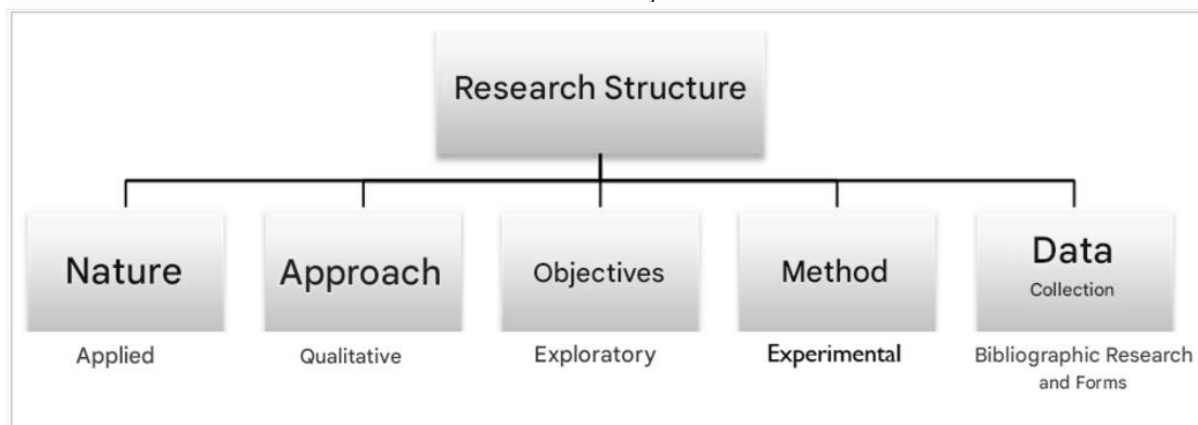 Research Structure
Nature
Approach
Objectives
Method
Data
Collection
Applied
Qualitative
Exploratory
Experimental
Bibliographic Research
and Forms